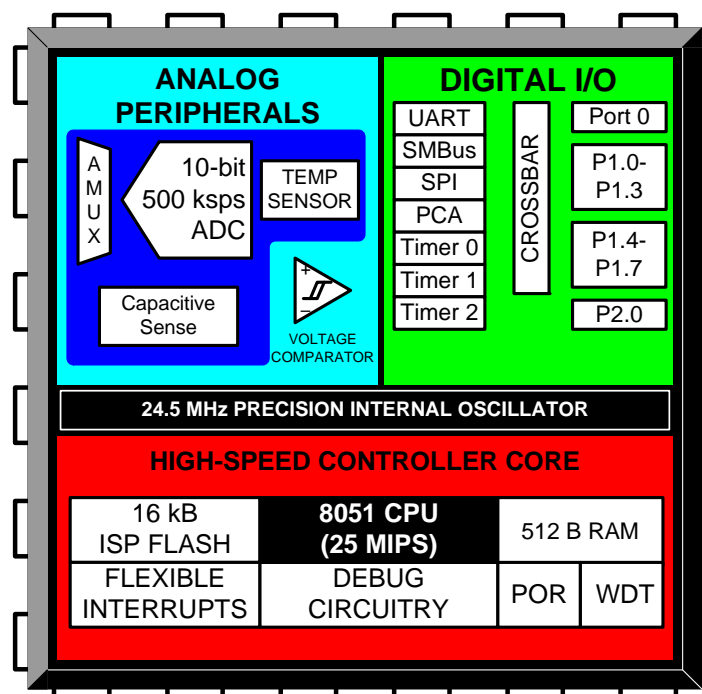 ANALOG
PERIPHERALS
A
M
U
X
10-bit
500 ksps
ADC
TEMP
SENSOR
Capacitive
Sense
+
–
VOLTAGE
COMPARATOR
DIGITAL I/O
UART
SMBus
SPI
PCA
Timer 0
Timer 1
Timer 2
CROSSBAR
Port 0
P1.0-
P1.3
P1.4-
P1.7
P2.0
24.5 MHz PRECISION INTERNAL OSCILLATOR
HIGH-SPEED CONTROLLER CORE
16 kB
ISP FLASH
8051 CPU
(25 MIPS)
512 B RAM
FLEXIBLE
INTERRUPTS
DEBUG
CIRCUITRY
POR
WDT